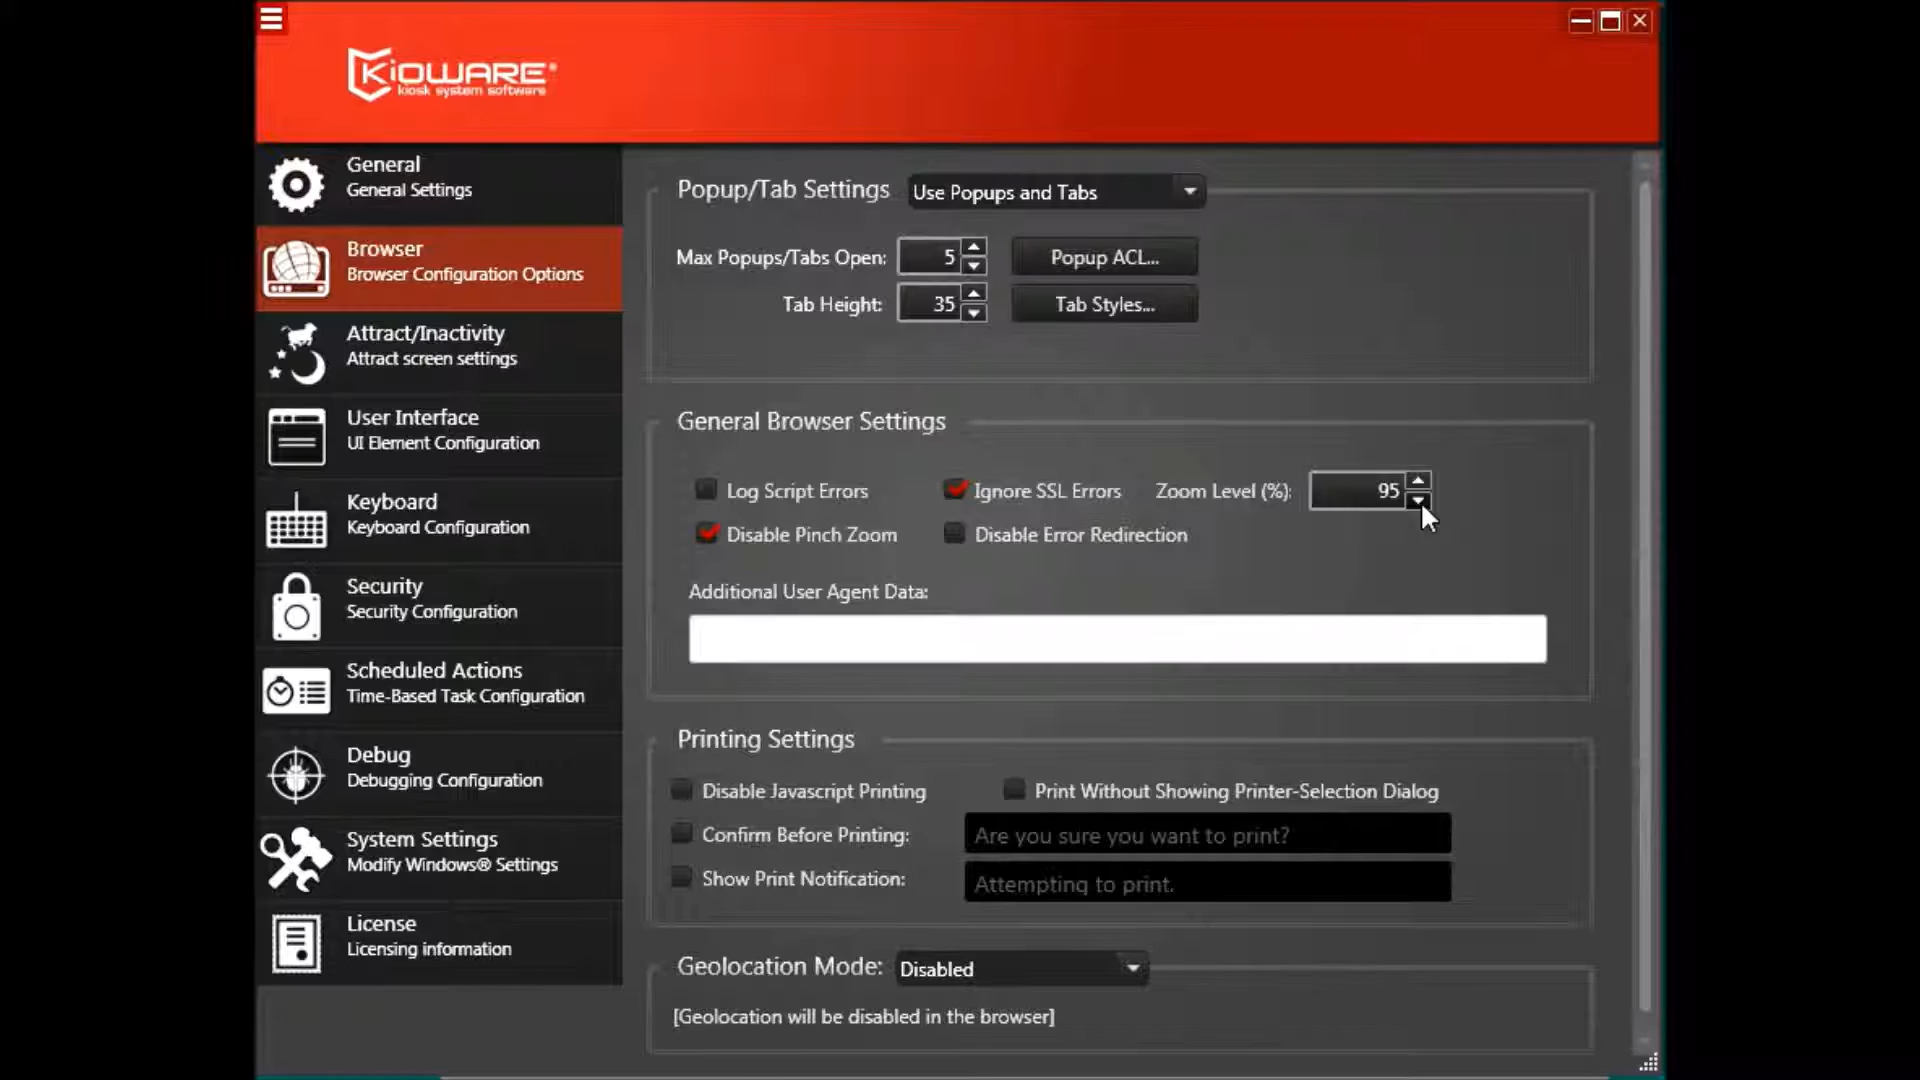 KioWARE®
kiosk system software
General
General Settings
Browser
Browser Configuration Options
Attract/Inactivity
Attract screen settings
User Interface
UI Element Configuration
Keyboard
Keyboard Configuration
Security
Security Configuration
Scheduled Actions
Time-Based Task Configuration
Debug
Debugging Configuration
System Settings
Modify Windows® Settings
License
Licensing information
Popup/Tab Settings Use Popups and Tabs
Max Popups/Tabs Open: 5 Popup ACL...
Tab Height: 35 Tab Styles...
General Browser Settings
Log Script Errors Ignore SSL Errors Zoom Level (%): 95
Disable Pinch Zoom Disable Error Redirection
Additional User Agent Data:
Printing Settings
Disable Javascript Printing Print Without Showing Printer-Selection Dialog
Confirm Before Printing: Are you sure you want to print?
Show Print Notification: Attempting to print.
Geolocation Mode: Disabled
[Geolocation will be disabled in the browser]